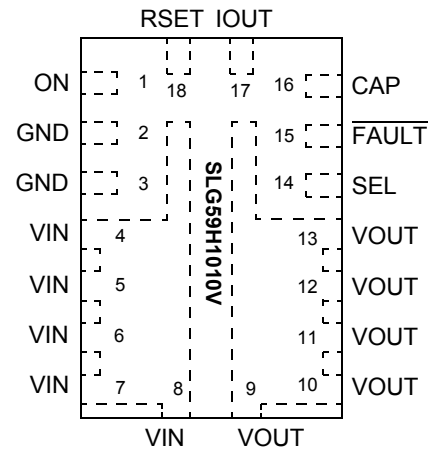 RSET IOUT
ON 1 18 17 16 CAP
GND 2 15 FAULT
GND 3 14 SEL
SLG59H1010V
VIN 4 13 VOUT
VIN 5 12 VOUT
VIN 6 11 VOUT
VIN 7 8 9 10 VOUT
VIN VOUT